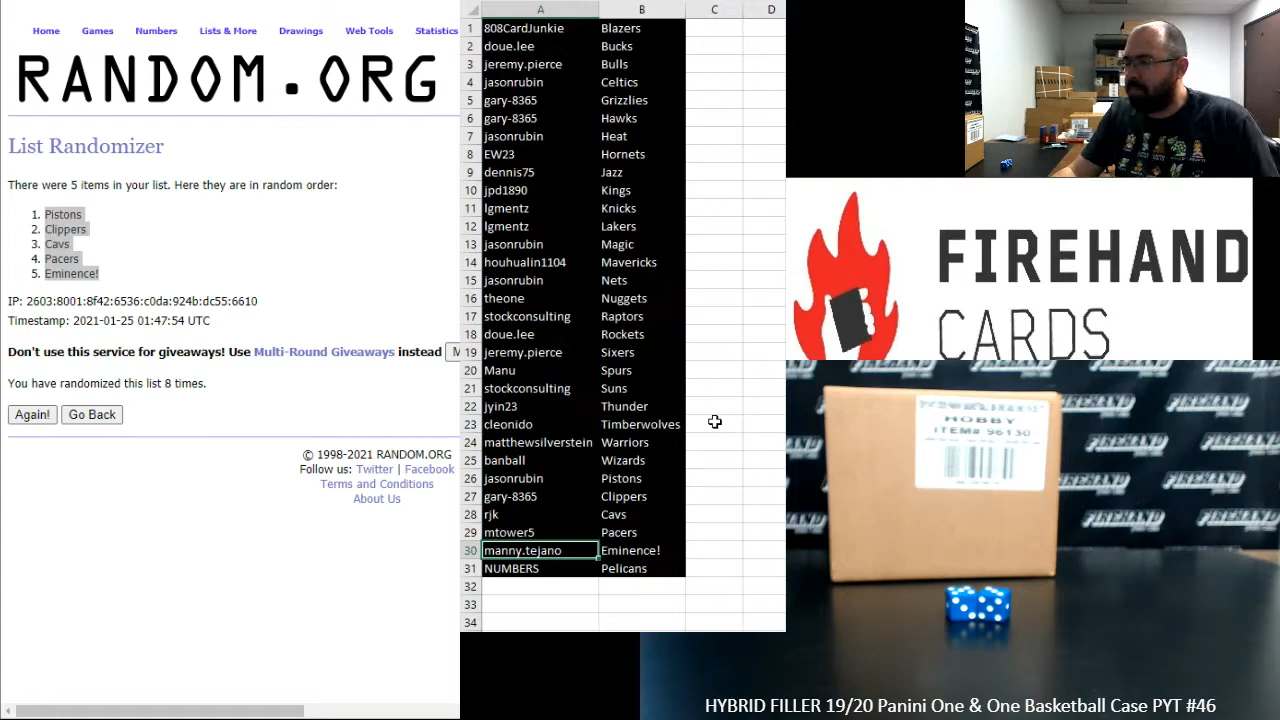 Home Games Numbers Lists & More Drawings Web Tools Statistics
RANDOM.ORG
List Randomizer
There were 5 items in your list. Here they are in random order:
1. Pistons
2. Clippers
3. Cavs
4. Pacers
5. Eminence!
IP: 2603:8001:8f42:6536:c0da:924b:dc55:6610
Timestamp: 2021-01-25 01:47:54 UTC
Don't use this service for giveaways! Use Multi-Round Giveaways instead M
You have randomized this list 8 times.
Again! Go Back
© 1998-2021 RANDOM.ORG
Follow us: Twitter | Facebook
Terms and Conditions
About Us
A B C D
1 808CardJunkie Blazers
2 doue.lee Bucks
3 jeremy.pierce Bulls
4 jasonrubin Celtics
5 gary-8365 Grizzlies
6 gary-8365 Hawks
7 jasonrubin Heat
8 EW23 Hornets
9 dennis75 Jazz
10 jpd1890 Kings
11 lgmentz Knicks
12 lgmentz Lakers
13 jasonrubin Magic
14 houhualin1104 Mavericks
15 jasonrubin Nets
16 theone Nuggets
17 stockconsulting Raptors
18 doue.lee Rockets
19 jeremy.pierce Sixers
20 Manu Spurs
21 stockconsulting Suns
22 jyin23 Thunder
23 cleonido Timberwolves
24 matthewsilverstein Warriors
25 banball Wizards
26 jasonrubin Pistons
27 gary-8365 Clippers
28 rjk Cavs
29 mtower5 Pacers
30 manny.tejano Eminence!
31 NUMBERS Pelicans
32
33
34
FIREHAND
CARDS
HOBBY
ITEM# 96130
FIREHAND
FIREHAND
FIREHAND
FIREHAND
HYBRID FILLER 19/20 Panini One & One Basketball Case PYT #46